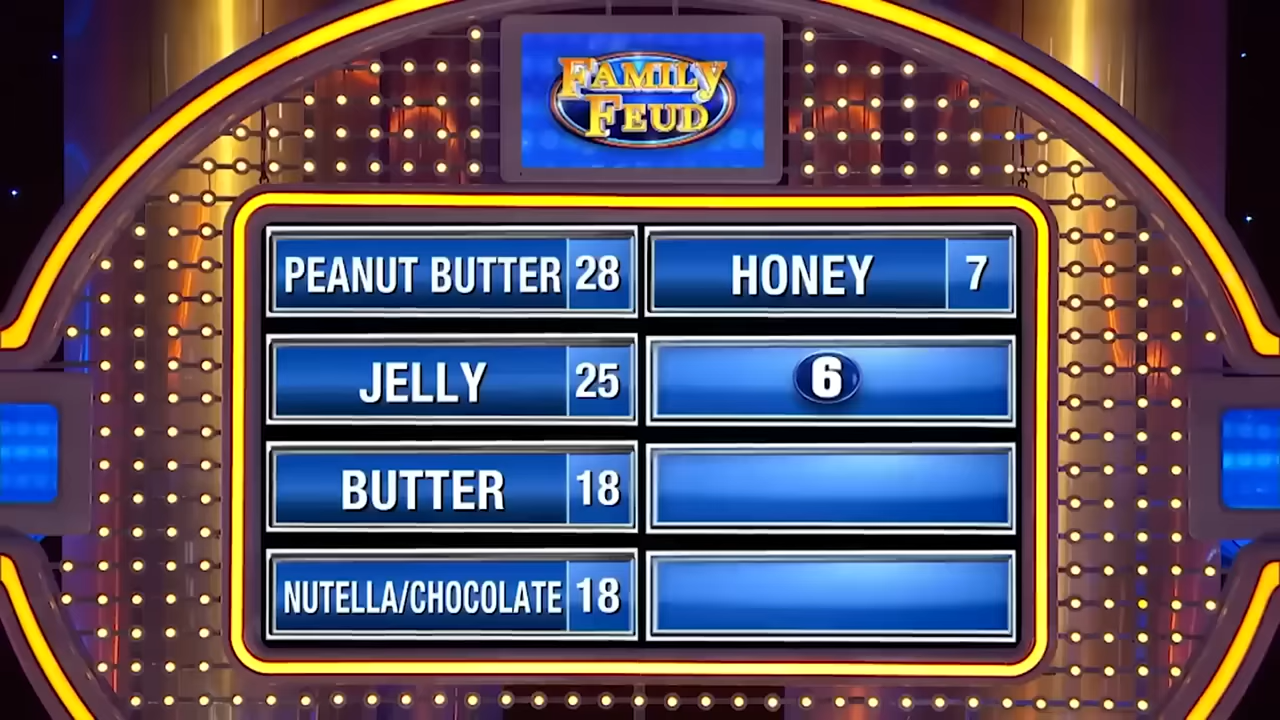 FAMILY
FEUD
PEANUT BUTTER 28
JELLY 25
BUTTER 18
NUTELLA/CHOCOLATE 18
HONEY 7
6